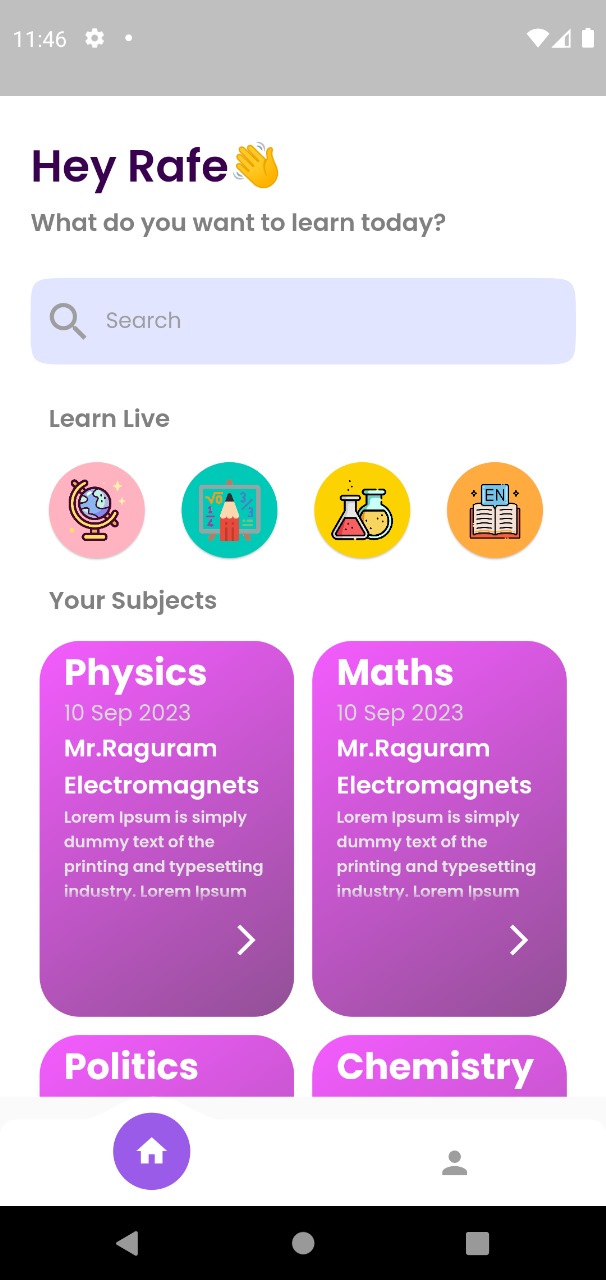 11:46
Hey Rafe👋
What do you want to learn today?
Search
Learn Live
EN
Your Subjects
Physics
10 Sep 2023
Mr.Raguram
Electromagnets
Lorem Ipsum is simply
dummy text of the
printing and typesetting
industry. Lorem Ipsum
Maths
10 Sep 2023
Mr.Raguram
Electromagnets
Lorem Ipsum is simply
dummy text of the
printing and typesetting
industry. Lorem Ipsum
Politics
Chemistry